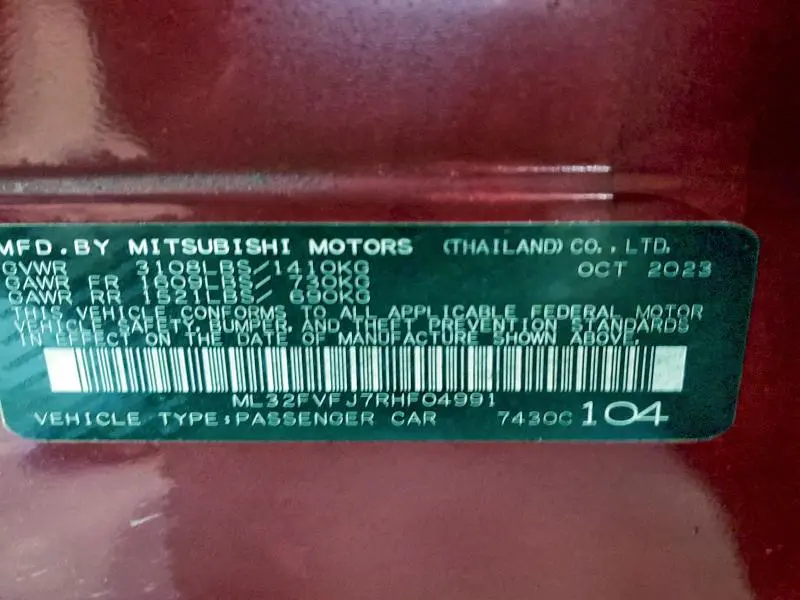 MFD.BY MITSUBISHI MOTORS (THAILAND) CO., LTD.
GVWR 3108LBS/1410KG OCT 2023
GAWR FR 1609LBS/ 730KG
GAWR RR 1521LBS/ 690KG
THIS VEHICLE CONFORMS TO ALL APPLICABLE FEDERAL MOTOR
VEHICLE SAFETY, BUMPER, AND THEFT PREVENTION STANDARDS
IN EFFECT ON THE DATE OF MANUFACTURE SHOWN ABOVE.
ML32FVFJ7RHF04991
VEHICLE TYPE:PASSENGER CAR 7430C 104